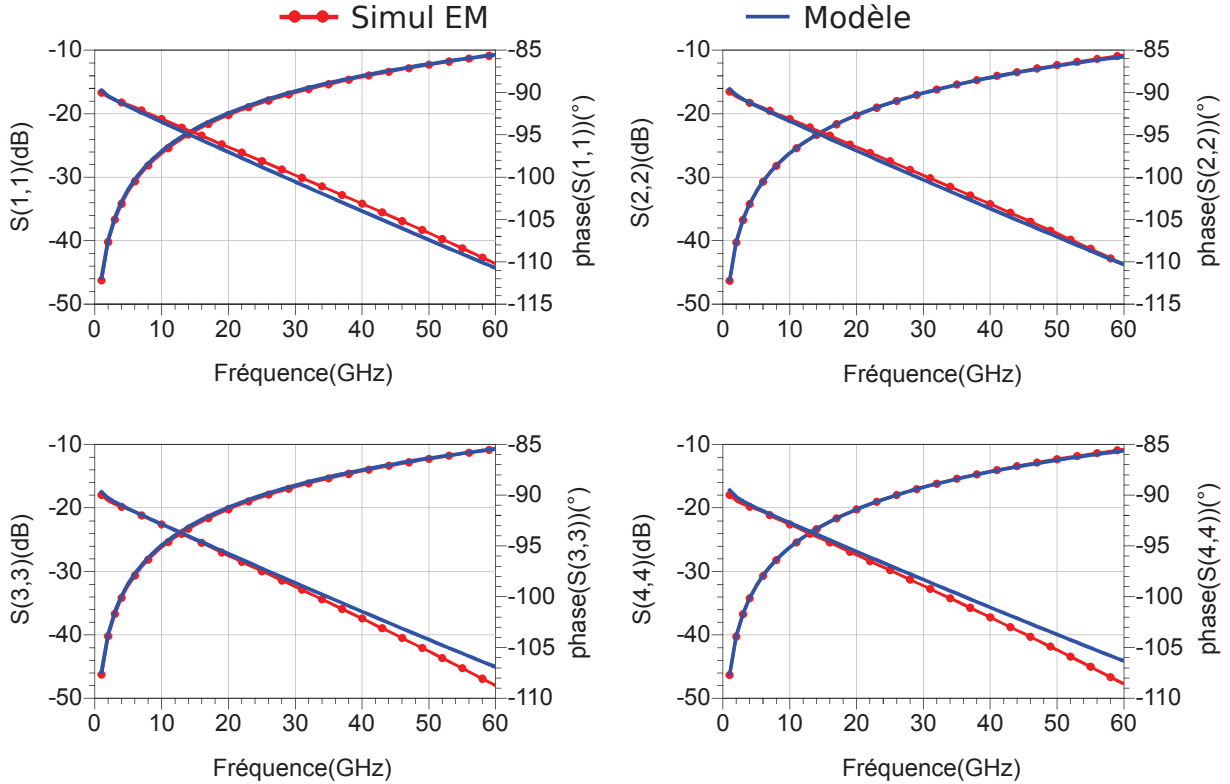 Simul EM
Modèle
-10
-20
-30
-40
-50
S(1,1)(dB)
-85
-90
-95
-100
-105
-110
-115
phase(S(1,1))(°)
0 10 20 30 40 50 60
Fréquence(GHz)
-10
-20
-30
-40
-50
S(2,2)(dB)
-85
-90
-95
-100
-105
-110
-115
phase(S(2,2))(°)
0 10 20 30 40 50 60
Fréquence(GHz)
-10
-20
-30
-40
-50
S(3,3)(dB)
-85
-90
-95
-100
-105
-110
phase(S(3,3))(°)
0 10 20 30 40 50 60
Fréquence(GHz)
-10
-20
-30
-40
-50
S(4,4)(dB)
-85
-90
-95
-100
-105
-110
phase(S(4,4))(°)
0 10 20 30 40 50 60
Fréquence(GHz)